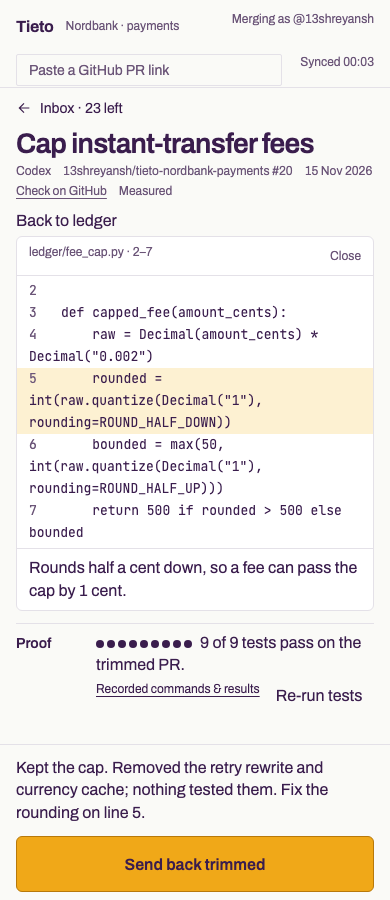 Tieto Nordbank · payments Merging as @13shreyansh
Paste a GitHub PR link Synced 00:03
← Inbox · 23 left
Cap instant-transfer fees
Codex 13shreyansh/tieto-nordbank-payments #20 15 Nov 2026
Check on GitHub Measured
Back to ledger
ledger/fee_cap.py · 2–7 Close
2
3 def capped_fee(amount_cents):
4 raw = Decimal(amount_cents) *
Decimal("0.002")
5 rounded =
int(raw.quantize(Decimal("1"),
rounding=ROUND_HALF_DOWN))
6 bounded = max(50,
int(raw.quantize(Decimal("1"),
rounding=ROUND_HALF_UP)))
7 return 500 if rounded > 500 else
bounded
Rounds half a cent down, so a fee can pass the
cap by 1 cent.
Proof 9 of 9 tests pass on the
trimmed PR.
Recorded commands & results Re-run tests
Kept the cap. Removed the retry rewrite and
currency cache; nothing tested them. Fix the
rounding on line 5.
Send back trimmed